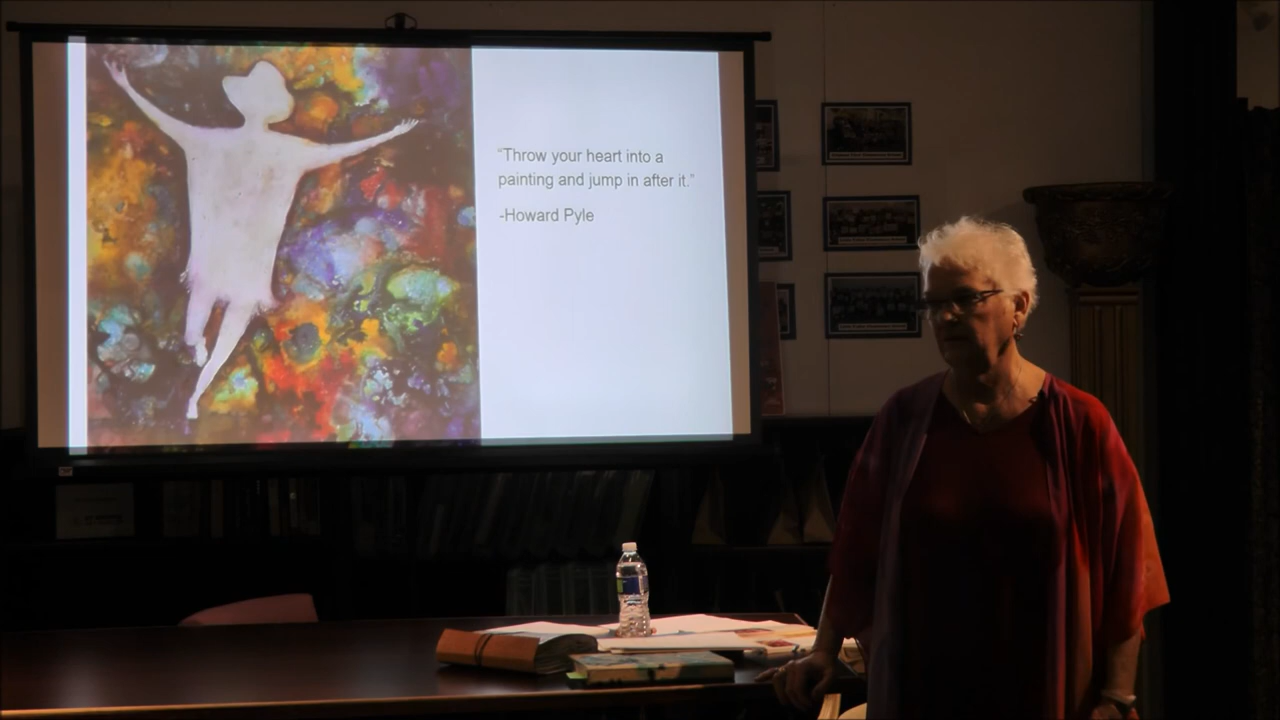 “Throw your heart into a
painting and jump in after it.”
-Howard Pyle